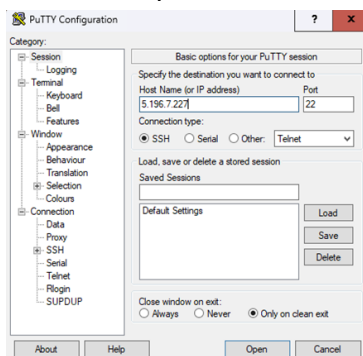 PuTTY Configuration
?
X
Category:
Session
Logging
Terminal
Keyboard
Bell
Features
Window
Appearance
Behaviour
Translation
Selection
Colours
Connection
Data
Proxy
SSH
Serial
Telnet
Rlogin
SUPDUP
Basic options for your PuTTY session
Specify the destination you want to connect to
Host Name (or IP address) Port
5.196.7.227 22
Connection type:
SSH Serial Other: Telnet
Load, save or delete a stored session
Saved Sessions
Default Settings
Load
Save
Delete
Close window on exit:
Always Never Only on clean exit
About Help Open Cancel